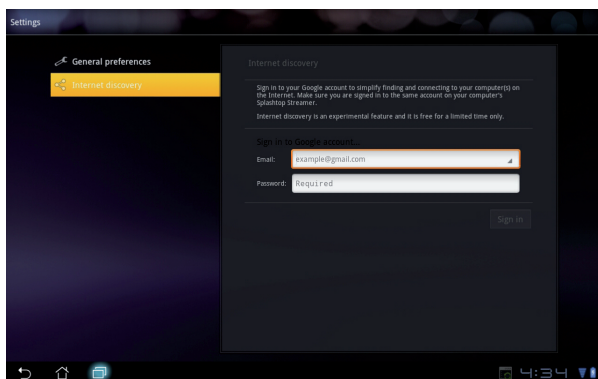 Settings
General preferences
Internet discovery
Internet discovery
Sign in to your Google account to simplify finding and connecting to your computer(s) on
the Internet. Make sure you are signed in to the same account on your computer's
Splashtop Streamer.
Internet discovery is an experimental feature and it is free for a limited time only.
Sign in to Google account...
Email: example@gmail.com
Password: Required
Sign in
4:34